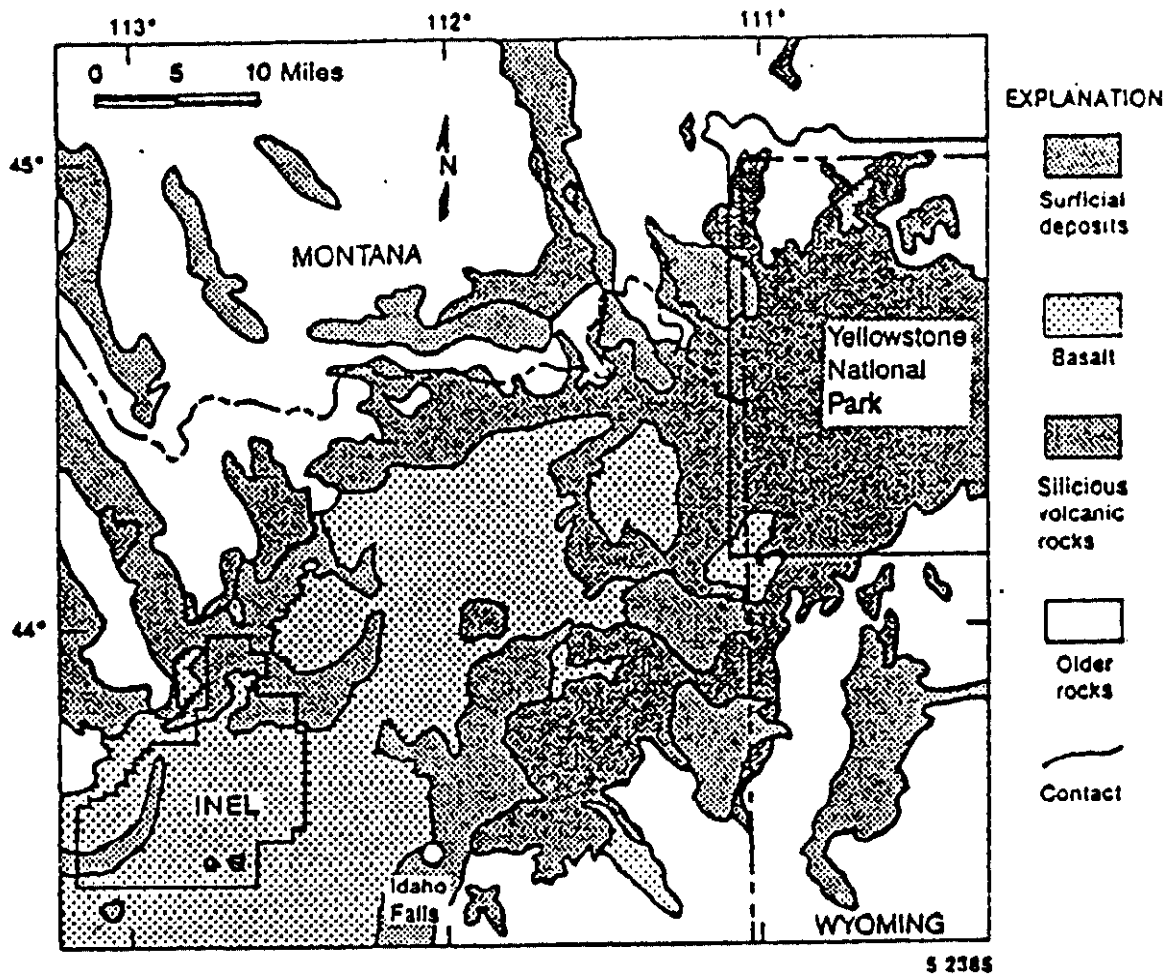 113°
112°
111°
0 5 10 Miles
N
45°
44°
MONTANA
Yellowstone
National
Park
INEL
Idaho
Falls
WYOMING
EXPLANATION
Surficial
deposits
Basalt
Silicious
volcanic
rocks
Older
rocks
Contact
S 2385